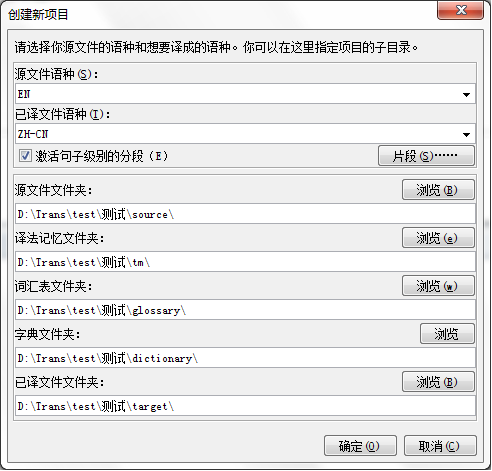 创建新项目
请选择你源文件的语种和想要译成的语种。你可以在这里指定项目的子目录。
源文件语种(S):
EN
已译文件语种(T):
ZH-CN
激活句子级别的分段(E)
片段(S)……
源文件文件夹:
浏览(B)
D:\Trans\test\测试\source\
译法记忆文件夹:
浏览(e)
D:\Trans\test\测试\tm\
词汇表文件夹:
浏览(w)
D:\Trans\test\测试\glossary\
字典文件夹:
浏览
D:\Trans\test\测试\dictionary\
已译文件文件夹:
浏览(B)
D:\Trans\test\测试\target\
确定(O)
取消(C)